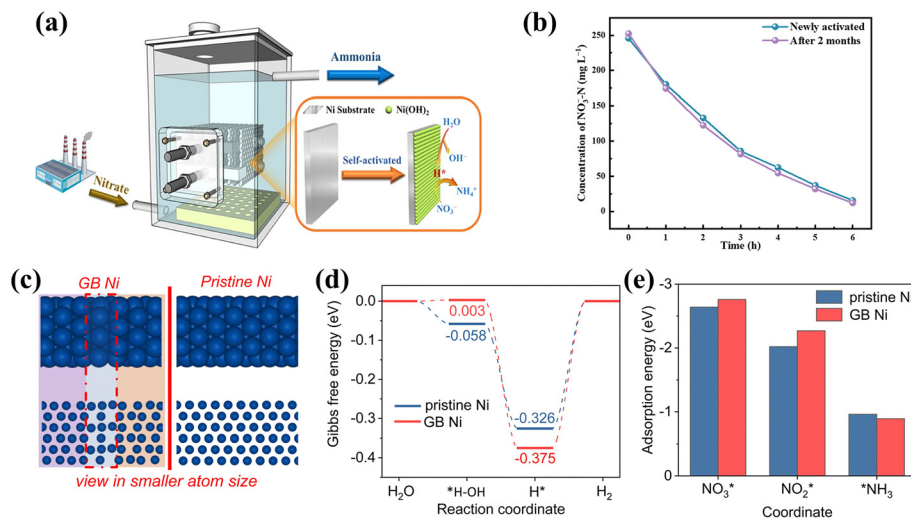 (a)
Ammonia
Ni Substrate
Ni(OH)₂
H₂O
Self-activated
OH⁻
H*
NH₄⁺
NO₃⁻
Nitrate
(b)
Newly activated
After 2 months
Concentration of NO₃⁻-N (mg L⁻¹)
250
200
150
100
50
0
0 1 2 3 4 5 6
Time (h)
(c)
GB Ni
Pristine Ni
view in smaller atom size
(d)
Gibbs free energy (eV)
0.0
-0.1
-0.2
-0.3
-0.4
0.003
-0.058
pristine Ni
GB Ni
-0.326
-0.375
H₂O *H-OH H* H₂
Reaction coordinate
(e)
Adsorption energy (eV)
-3
-2
-1
0
pristine Ni
GB Ni
NO₃* NO₂* *NH₃
Coordinate